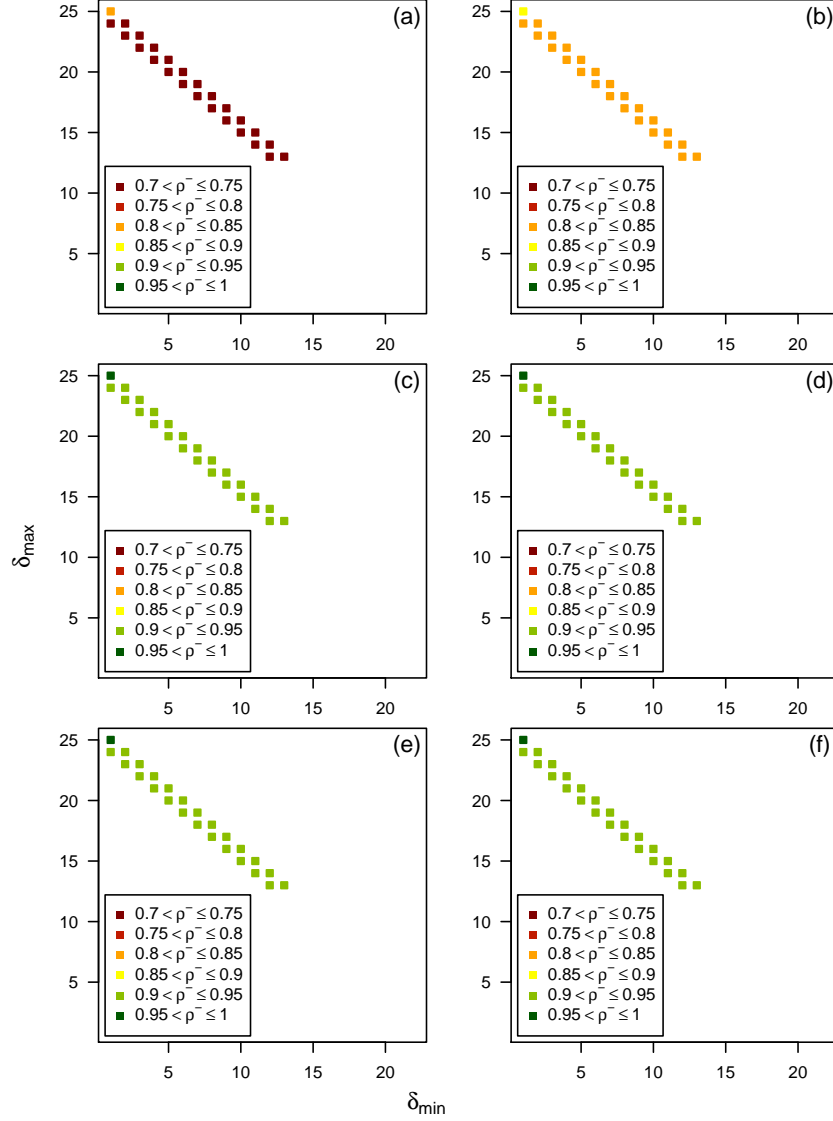 (a)
25
20
15
10
5
0.7 < ρ⁻ ≤ 0.75
0.75 < ρ⁻ ≤ 0.8
0.8 < ρ⁻ ≤ 0.85
0.85 < ρ⁻ ≤ 0.9
0.9 < ρ⁻ ≤ 0.95
0.95 < ρ⁻ ≤ 1
5 10 15 20
(b)
25
20
15
10
5
0.7 < ρ⁻ ≤ 0.75
0.75 < ρ⁻ ≤ 0.8
0.8 < ρ⁻ ≤ 0.85
0.85 < ρ⁻ ≤ 0.9
0.9 < ρ⁻ ≤ 0.95
0.95 < ρ⁻ ≤ 1
5 10 15 20
δmax
(c)
25
20
15
10
5
0.7 < ρ⁻ ≤ 0.75
0.75 < ρ⁻ ≤ 0.8
0.8 < ρ⁻ ≤ 0.85
0.85 < ρ⁻ ≤ 0.9
0.9 < ρ⁻ ≤ 0.95
0.95 < ρ⁻ ≤ 1
5 10 15 20
(d)
25
20
15
10
5
0.7 < ρ⁻ ≤ 0.75
0.75 < ρ⁻ ≤ 0.8
0.8 < ρ⁻ ≤ 0.85
0.85 < ρ⁻ ≤ 0.9
0.9 < ρ⁻ ≤ 0.95
0.95 < ρ⁻ ≤ 1
5 10 15 20
(e)
25
20
15
10
5
0.7 < ρ⁻ ≤ 0.75
0.75 < ρ⁻ ≤ 0.8
0.8 < ρ⁻ ≤ 0.85
0.85 < ρ⁻ ≤ 0.9
0.9 < ρ⁻ ≤ 0.95
0.95 < ρ⁻ ≤ 1
5 10 15 20
(f)
25
20
15
10
5
0.7 < ρ⁻ ≤ 0.75
0.75 < ρ⁻ ≤ 0.8
0.8 < ρ⁻ ≤ 0.85
0.85 < ρ⁻ ≤ 0.9
0.9 < ρ⁻ ≤ 0.95
0.95 < ρ⁻ ≤ 1
5 10 15 20
δmin